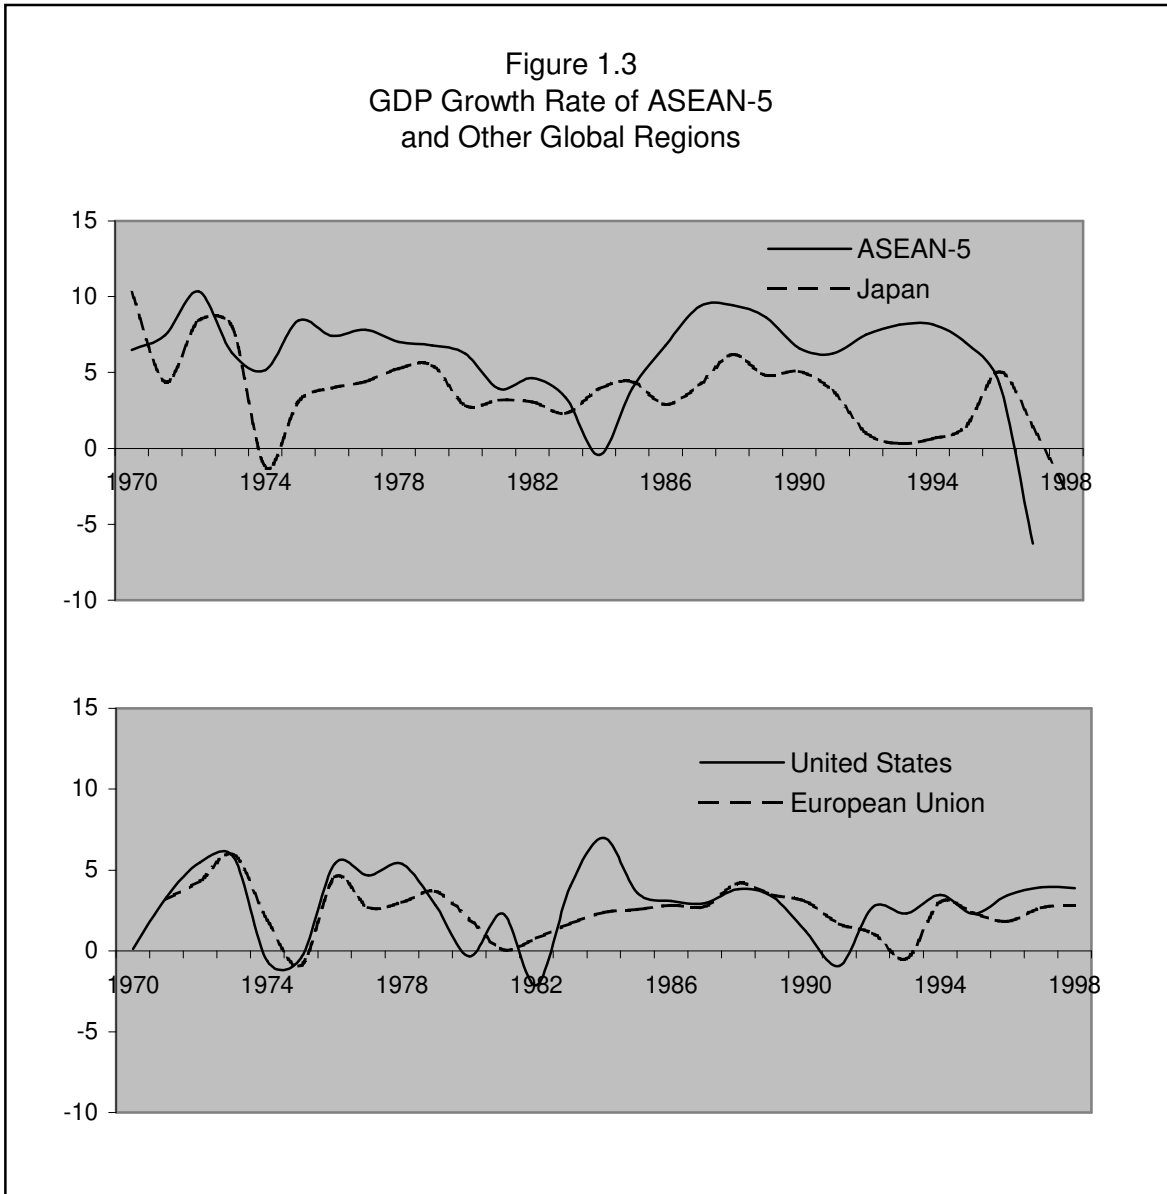 Figure 1.3
GDP Growth Rate of ASEAN-5
and Other Global Regions
15
ASEAN-5
10
Japan
5
0
1970 1974 1978 1982 1986 1990 1994 1998
-5
-10
15
United States
10
European Union
5
0
1970 1974 1978 1982 1986 1990 1994 1998
-5
-10